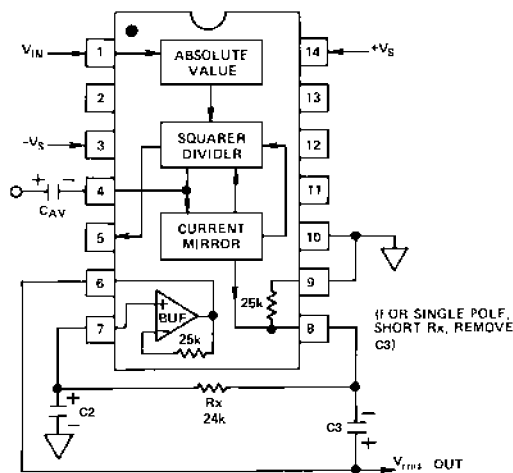 VIN
1
ABSOLUTE
VALUE
14
+VS
2
13
-VS
3
SQUARER
DIVIDER
12
+ -
CAV
4
11
5
CURRENT
MIRROR
10
6
9
25k
7
+
-
BUF
25k
8
(FOR SINGLE POLE,
SHORT Rx, REMOVE
C3)
+
-
C2
Rx
24k
C3
-
+
Vrms OUT